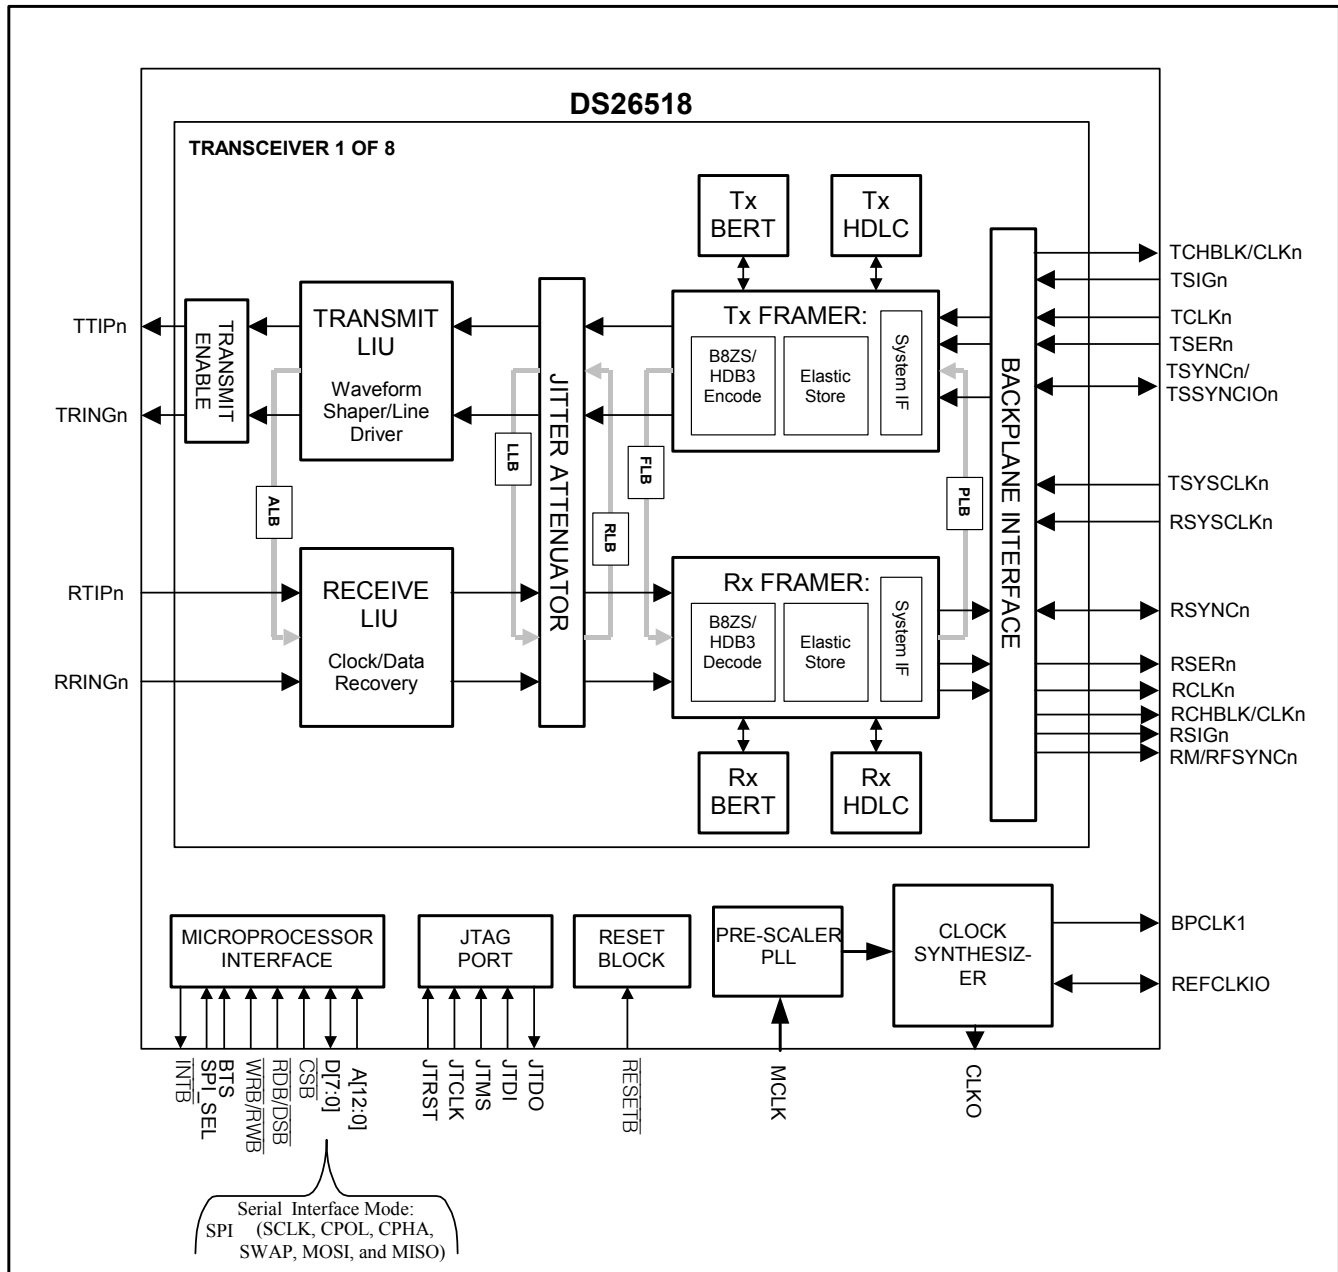 DS26518
TRANSCEIVER 1 OF 8
Tx
BERT
Tx
HDLC
TTIPn
TRINGn
TRANSMIT
ENABLE
TRANSMIT
LIU
Waveform
Shaper/Line
Driver
JITTER ATTENUATOR
Tx FRAMER:
B8ZS/
HDB3
Encode
Elastic
Store
System IF
BACKPLANE INTERFACE
TCHBLK/CLKn
TSIGn
TCLKn
TSERn
TSYNCn/
TSSYNCIOn
TSYSCLKn
RSYSCLKn
ALB
LLB
RLB
FLB
PLB
RTIPn
RRINGn
RECEIVE
LIU
Clock/Data
Recovery
Rx FRAMER:
B8ZS/
HDB3
Decode
Elastic
Store
System IF
RSYNCn
RSERn
RCLKn
RCHBLK/CLKn
RSIGn
RM/RFSYNCn
Rx
BERT
Rx
HDLC
MICROPROCESSOR
INTERFACE
JTAG
PORT
RESET
BLOCK
PRE-SCALER
PLL
CLOCK
SYNTHESIZ-
ER
BPCLK1
REFCLKIO
INTB
SPI_SEL
BTS
WRB/RWB
RDB/DSB
CSB
D[7:0]
A[12:0]
JTRST
JTCLK
JTMS
JTDI
JTDO
RESETB
MCLK
CLKO
Serial Interface Mode:
SPI (SCLK, CPOL, CPHA,
SWAP, MOSI, and MISO)